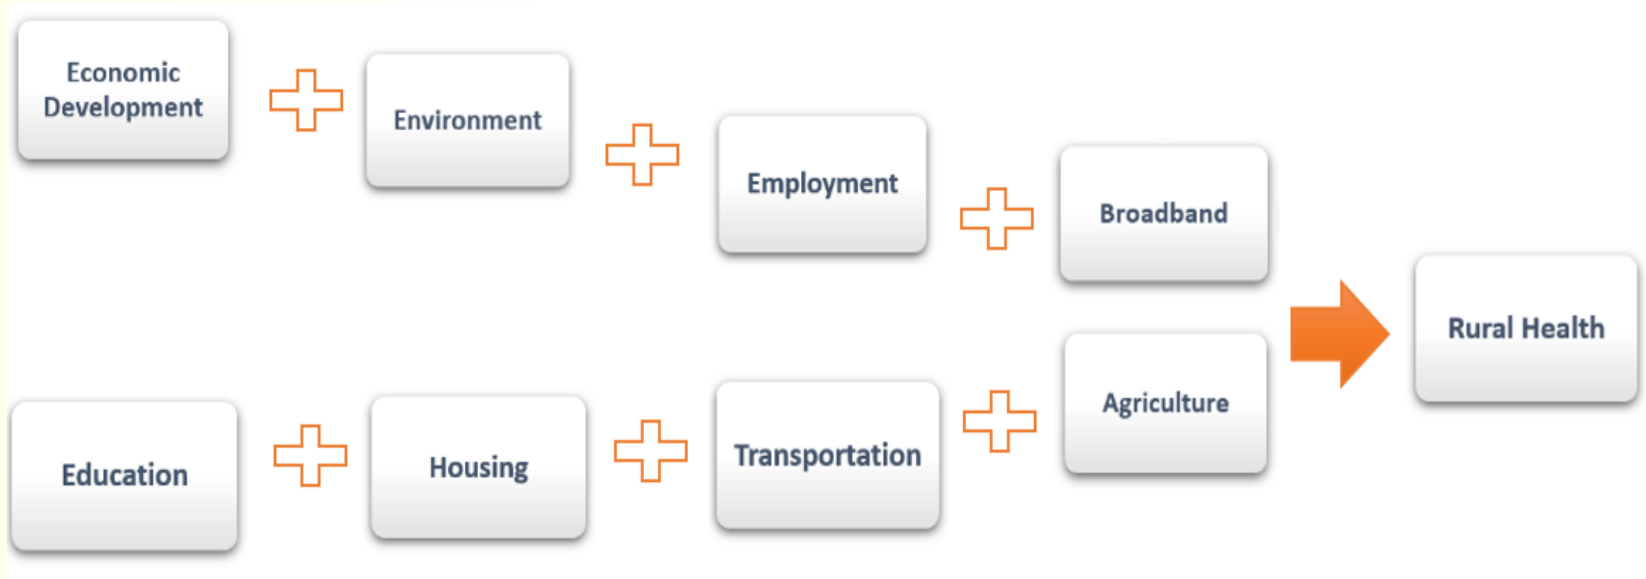 Economic
Development
Environment
Employment
Broadband
Rural Health
Education
Housing
Transportation
Agriculture